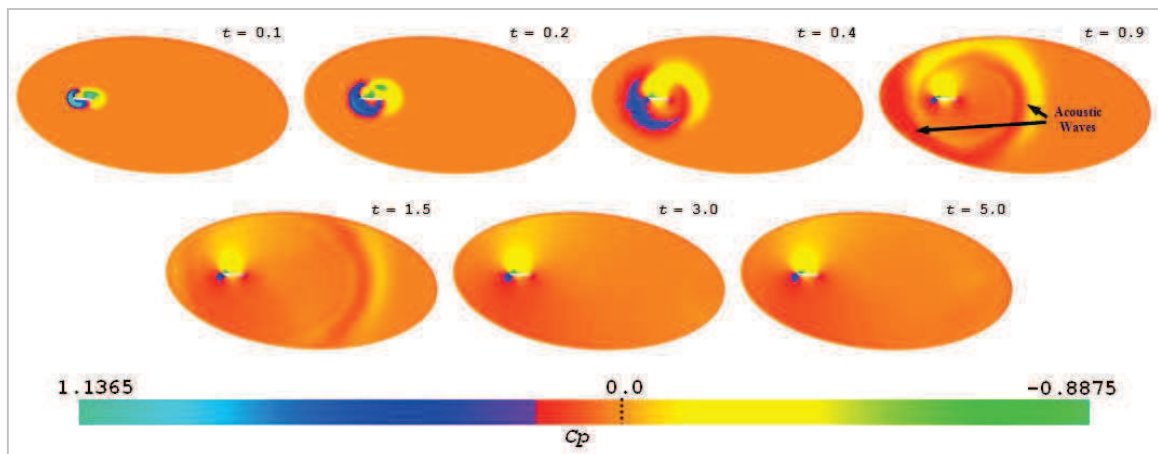 t = 0.1
t = 0.2
t = 0.4
t = 0.9
Acoustic
Waves
t = 1.5
t = 3.0
t = 5.0
1.1365 0.0 -0.8875
cp